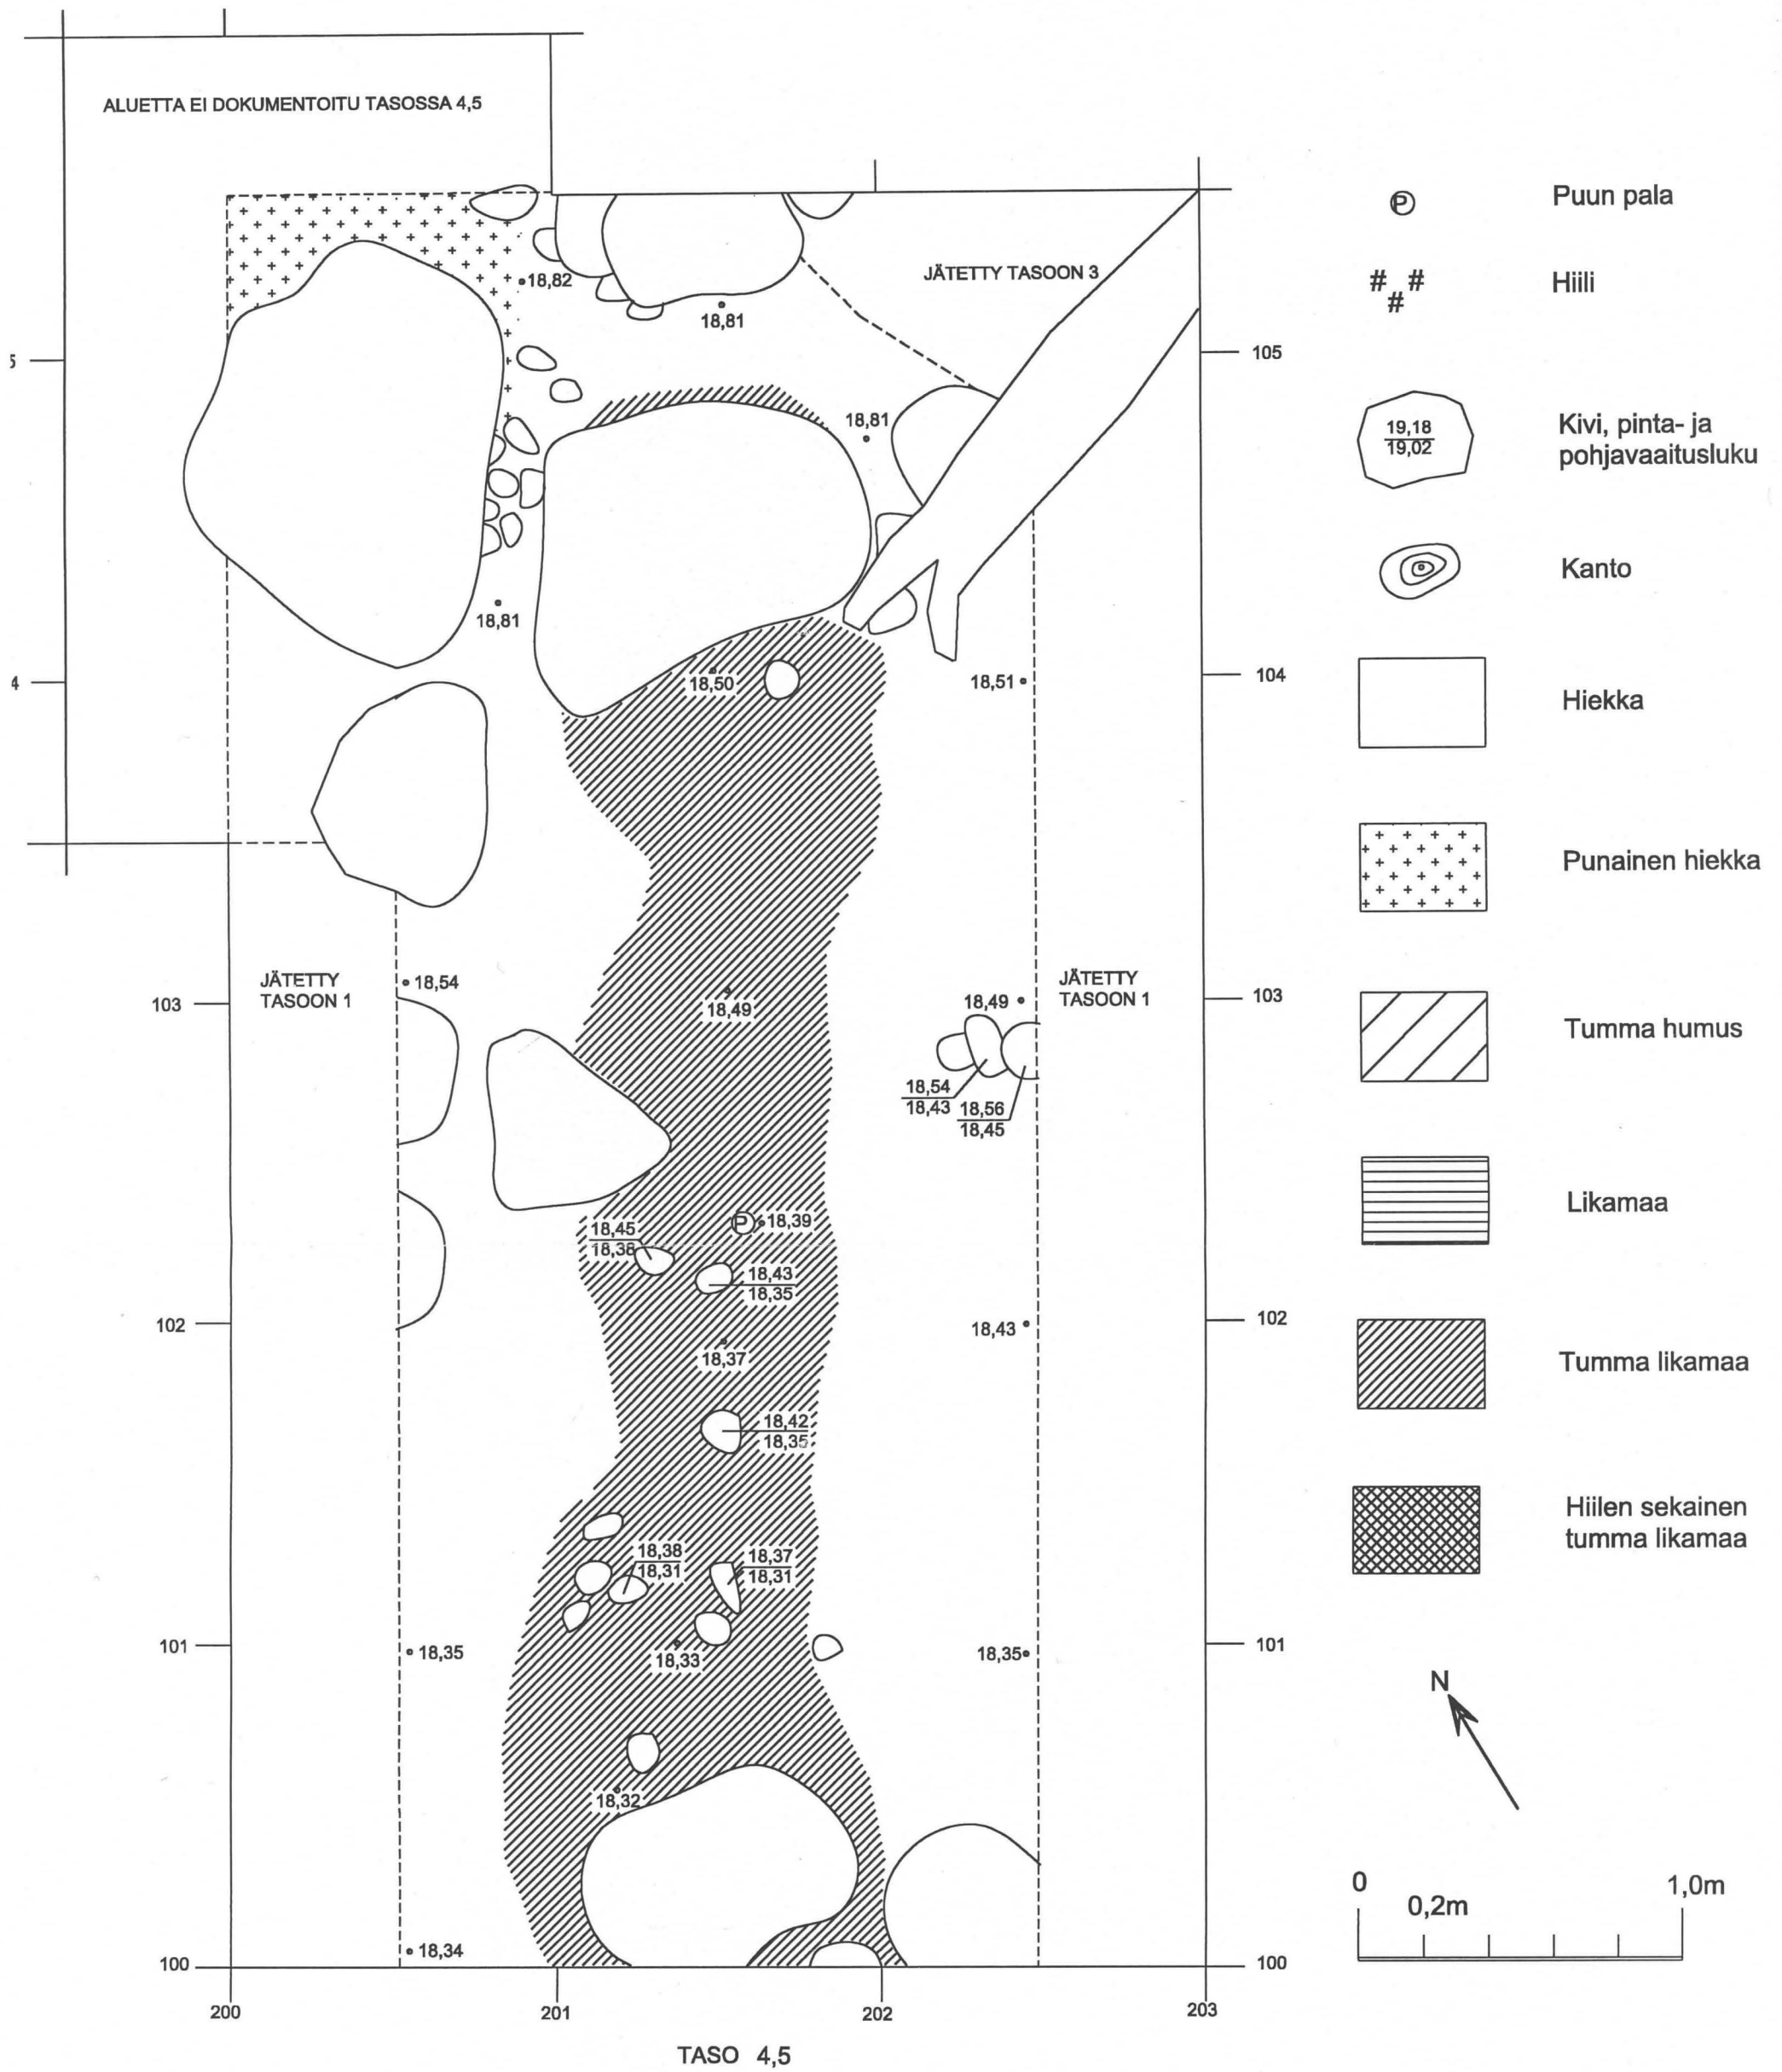 ALUETTA EI DOKUMENTOITU TASOSSA 4,5
JÄTETTY TASOON 3
18,82
18,81
5
105
18,81
18,81
4
18,50
18,51
104
JÄTETTY
TASOON 1
18,54
103
18,49
18,49
JÄTETTY
TASOON 1
103
18,54
18,43
18,56
18,45
P
18,39
18,45
18,38
18,43
18,35
102
18,37
18,43
102
18,42
18,35
18,38
18,31
18,37
18,31
101
18,35
18,33
18,35
101
18,32
18,34
100
100
200
201
202
203
TASO 4,5
P
Puun pala
# # #
Hiili
19,18
19,02
Kivi, pinta- ja
pohjavaaitusluku
Kanto
Hiekka
Punainen hiekka
Tumma humus
Likamaa
Tumma likamaa
Hiilen sekainen
tumma likamaa
N
0
0,2m
1,0m